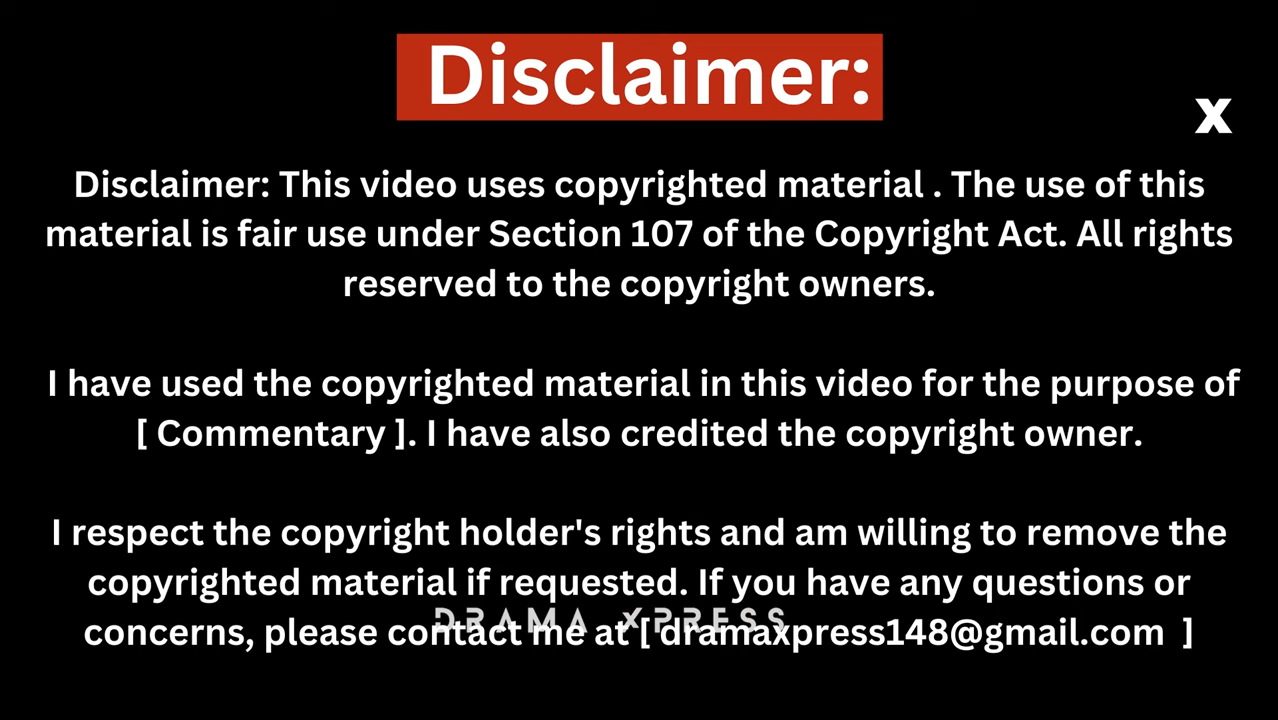 Disclaimer:
X
Disclaimer: This video uses copyrighted material . The use of this
material is fair use under Section 107 of the Copyright Act. All rights
reserved to the copyright owners.
I have used the copyrighted material in this video for the purpose of
[ Commentary ]. I have also credited the copyright owner.
I respect the copyright holder's rights and am willing to remove the
copyrighted material if requested. If you have any questions or
DRAMA XPRESS
concerns, please contact me at [ dramaxpress148@gmail.com ]